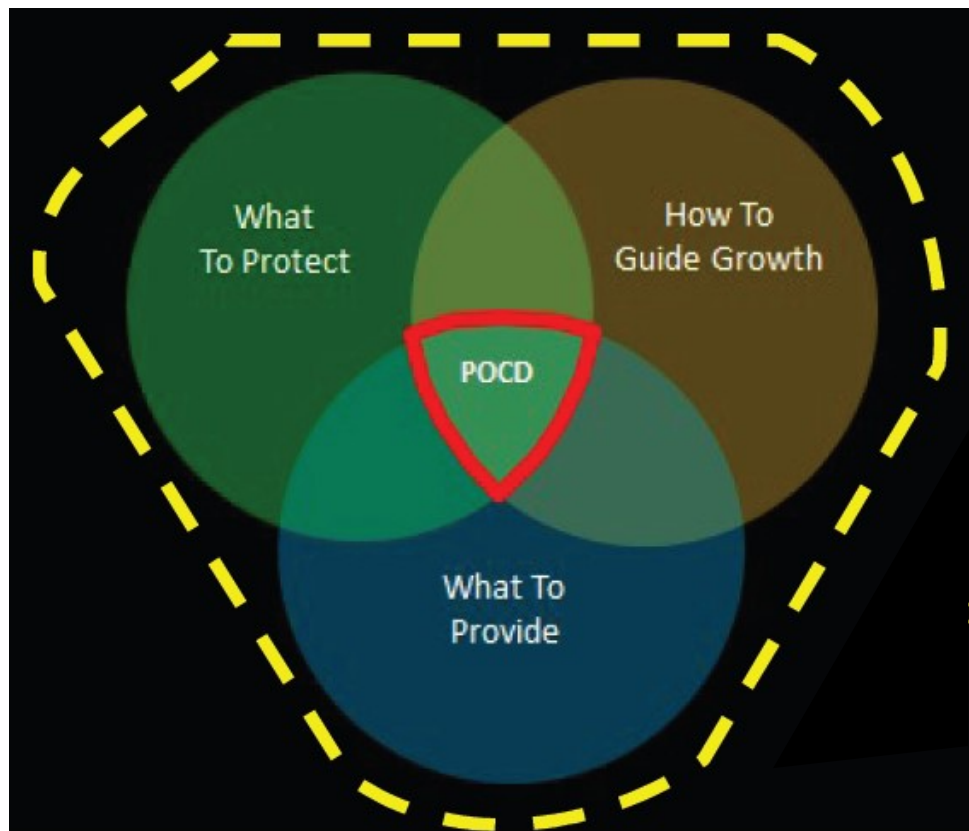 What
To Protect
How To
Guide Growth
POCD
What To
Provide